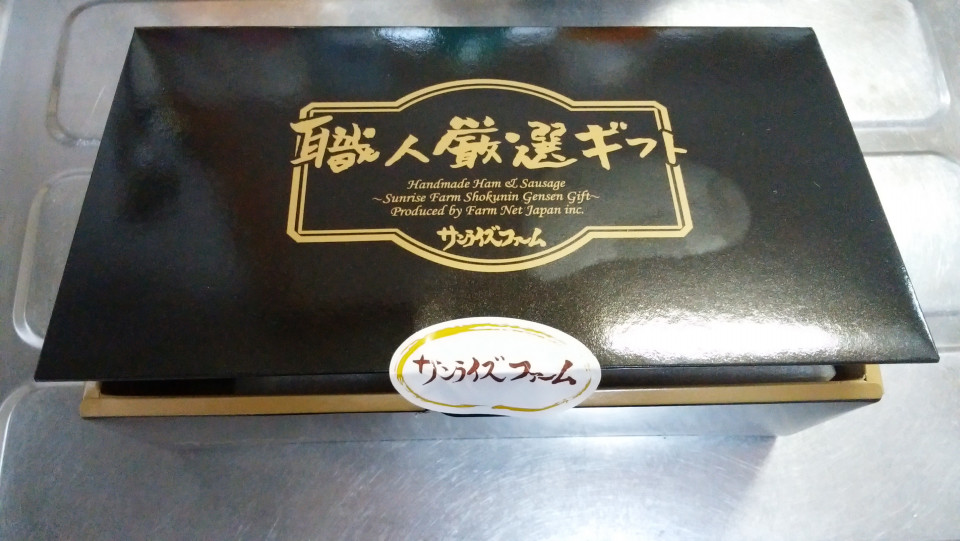 職人厳選ギフト
Handmade Ham & Sausage
~Sunrise Farm Shokunin Gensen Gift~
Produced by Farm Net Japan inc.
サンライズファーム
サンライズファーム